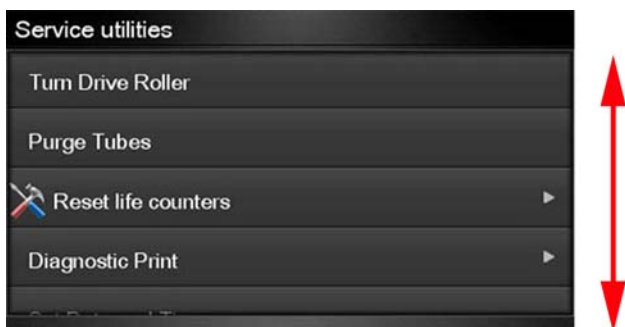 Service utilities
Turn Drive Roller
Purge Tubes
Reset life counters
Diagnostic Print